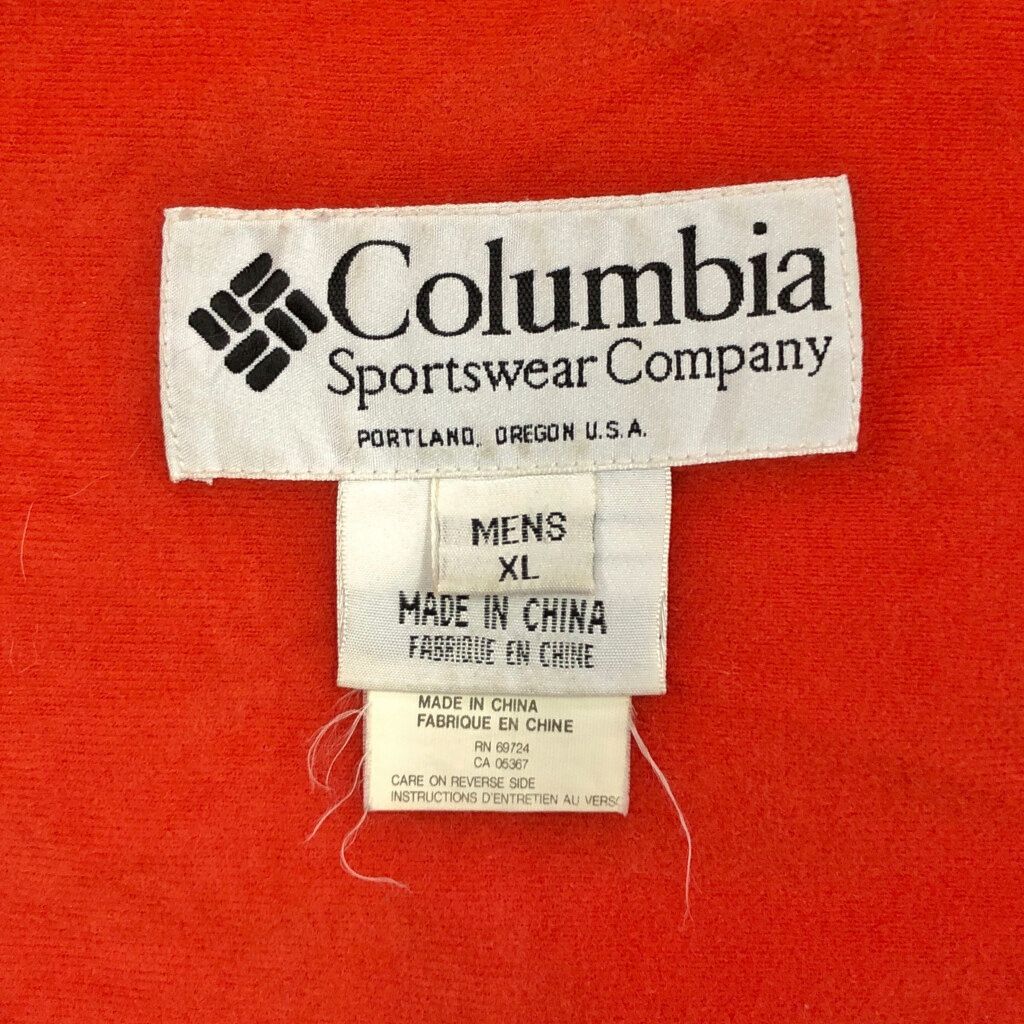 Columbia
Sportswear Company
PORTLAND, OREGON U.S.A.
MENS
XL
MADE IN CHINA
FABRIQUE EN CHINE
MADE IN CHINA
FABRIQUE EN CHINE
RN 69724
CA 05367
CARE ON REVERSE SIDE
INSTRUCTIONS D'ENTRETIEN AU VERSO